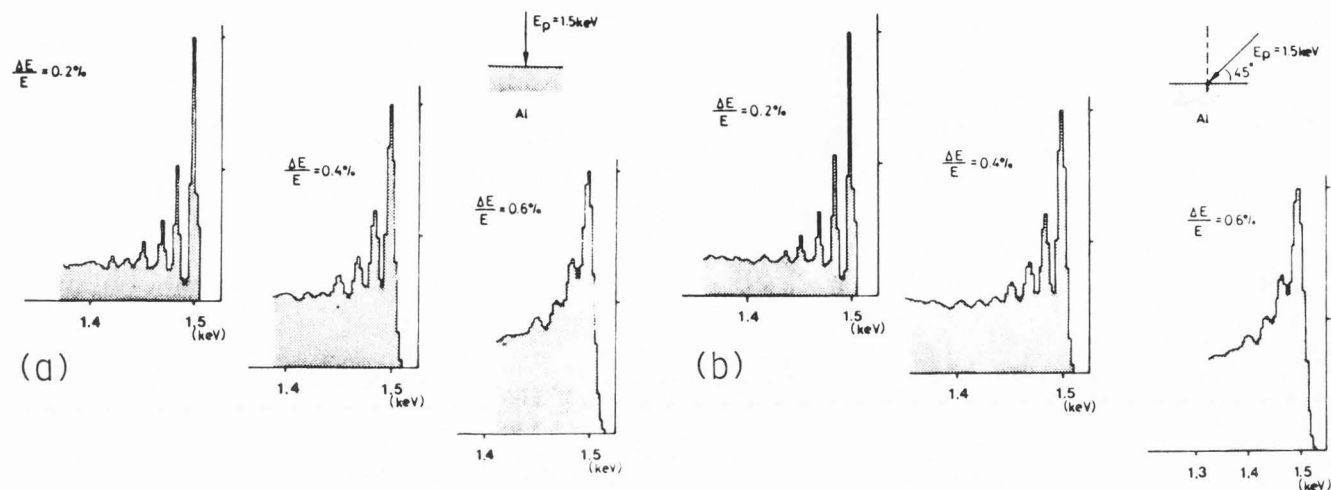 ΔE/E = 0.2%
1.4 1.5
(keV)
(a)
ΔE/E = 0.4%
1.4 1.5
(keV)
Ep = 1.5keV
Al
ΔE/E = 0.6%
1.4 1.5
(keV)
ΔE/E = 0.2%
1.4 1.5
(keV)
(b)
ΔE/E = 0.4%
1.4 1.5
(keV)
Ep = 1.5keV
45°
Al
ΔE/E = 0.6%
1.3 1.4 1.5
(keV)